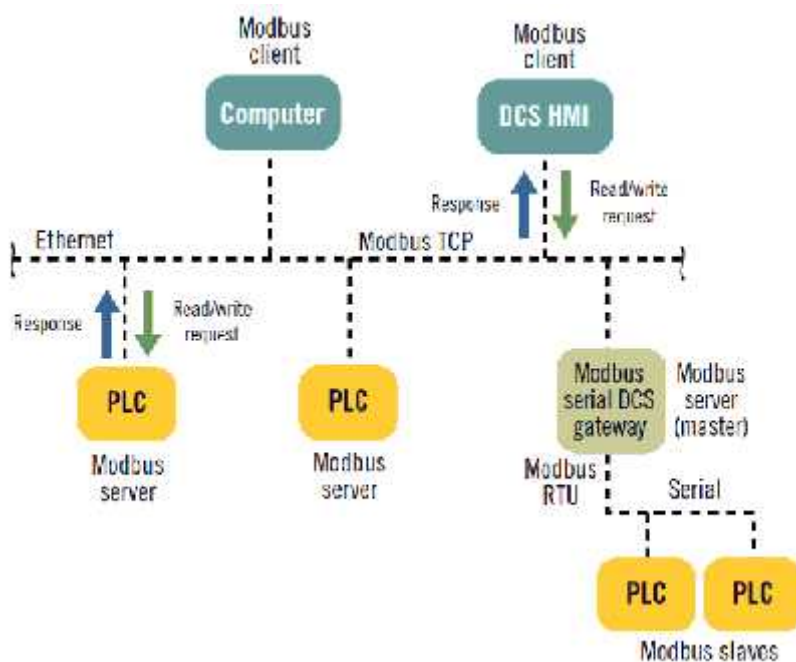 Modbus
client
Computer
Modbus
client
DCS HMI
Response
Read/write
request
Ethernet
Modbus TCP
Response
Read/write
request
PLC
Modbus
server
PLC
Modbus
server
Modbus
serial DCS
gateway
Modbus
server
(master)
Modbus
RTU
Serial
PLC
PLC
Modbus slaves